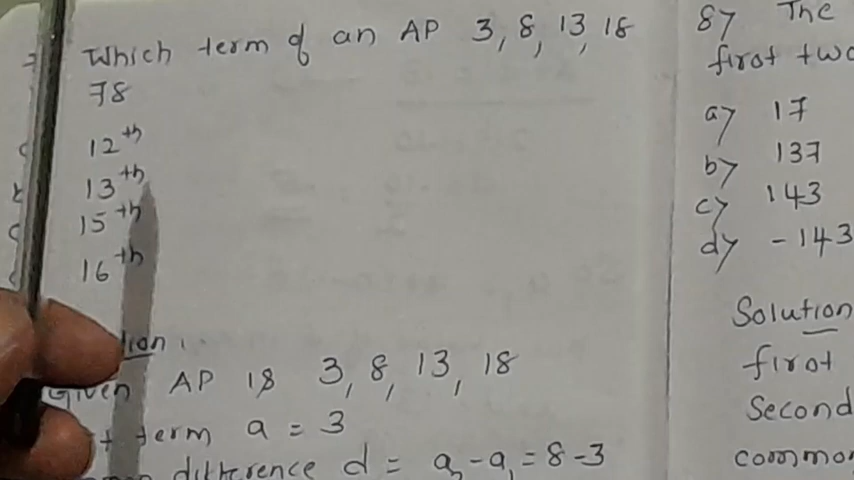 Which term of an AP 3, 8, 13, 18
78
12th
13th
15th
16th
Given AP is 3, 8, 13, 18
term a = 3
difference d = a2 - a1 = 8 - 3
8> The
first two
a> 17
b> 137
c> 143
d> -143
Solution
first
Second
common